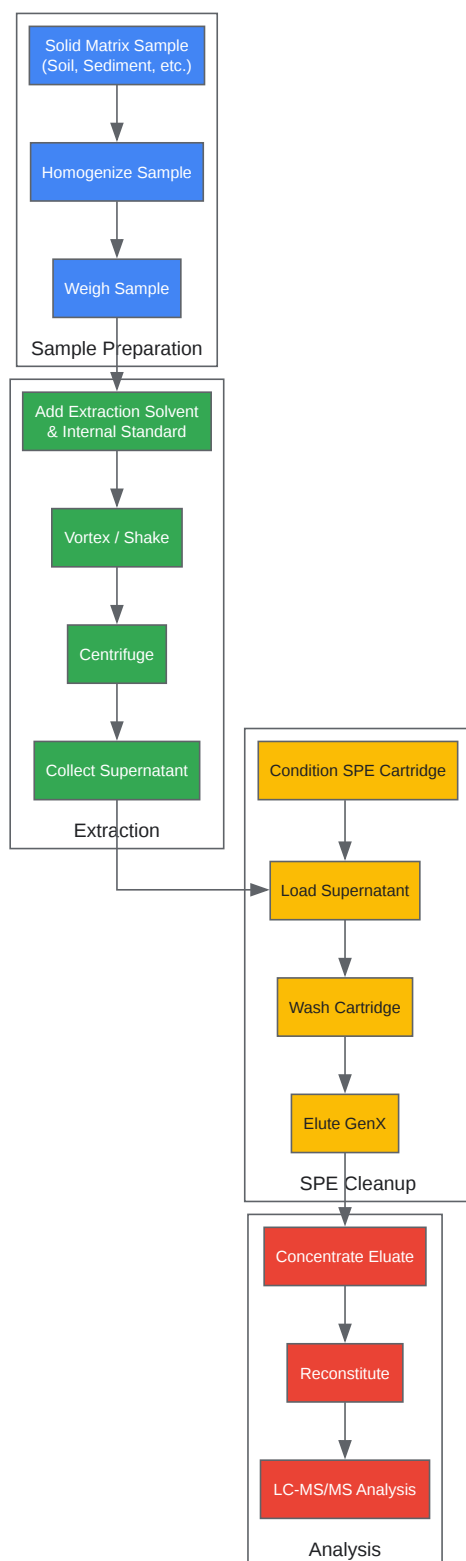 Solid Matrix Sample
(Soil, Sediment, etc.)
Homogenize Sample
Weigh Sample
Sample Preparation
Add Extraction Solvent
& Internal Standard
Vortex / Shake
Centrifuge
Collect Supernatant
Extraction
Condition SPE Cartridge
Load Supernatant
Wash Cartridge
Elute GenX
SPE Cleanup
Concentrate Eluate
Reconstitute
LC-MS/MS Analysis
Analysis